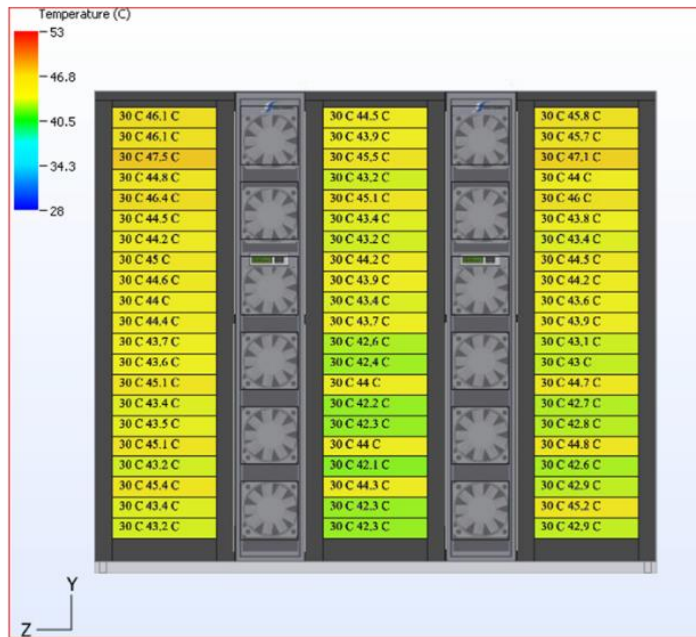 Temperature (C)
53
46.8
40.5
34.3
28
30 C 46.1 C
30 C 46.1 C
30 C 47.5 C
30 C 44.8 C
30 C 46.4 C
30 C 44.5 C
30 C 44.2 C
30 C 45 C
30 C 44.6 C
30 C 44 C
30 C 44.4 C
30 C 43.7 C
30 C 43.6 C
30 C 45.1 C
30 C 43.4 C
30 C 43.5 C
30 C 45.1 C
30 C 43.2 C
30 C 45.4 C
30 C 43.4 C
30 C 43.2 C
30 C 44.5 C
30 C 43.9 C
30 C 45.5 C
30 C 43.2 C
30 C 45.1 C
30 C 43.4 C
30 C 43.2 C
30 C 44.2 C
30 C 43.9 C
30 C 43.4 C
30 C 43.7 C
30 C 42.6 C
30 C 42.4 C
30 C 44 C
30 C 42.2 C
30 C 42.3 C
30 C 44 C
30 C 42.1 C
30 C 44.3 C
30 C 42.3 C
30 C 42.3 C
30 C 45.8 C
30 C 45.7 C
30 C 47.1 C
30 C 44 C
30 C 46 C
30 C 43.8 C
30 C 43.4 C
30 C 44.5 C
30 C 44.2 C
30 C 43.6 C
30 C 43.9 C
30 C 43.1 C
30 C 43 C
30 C 44.7 C
30 C 42.7 C
30 C 42.8 C
30 C 44.8 C
30 C 42.6 C
30 C 42.9 C
30 C 45.2 C
30 C 42.9 C
Y
Z